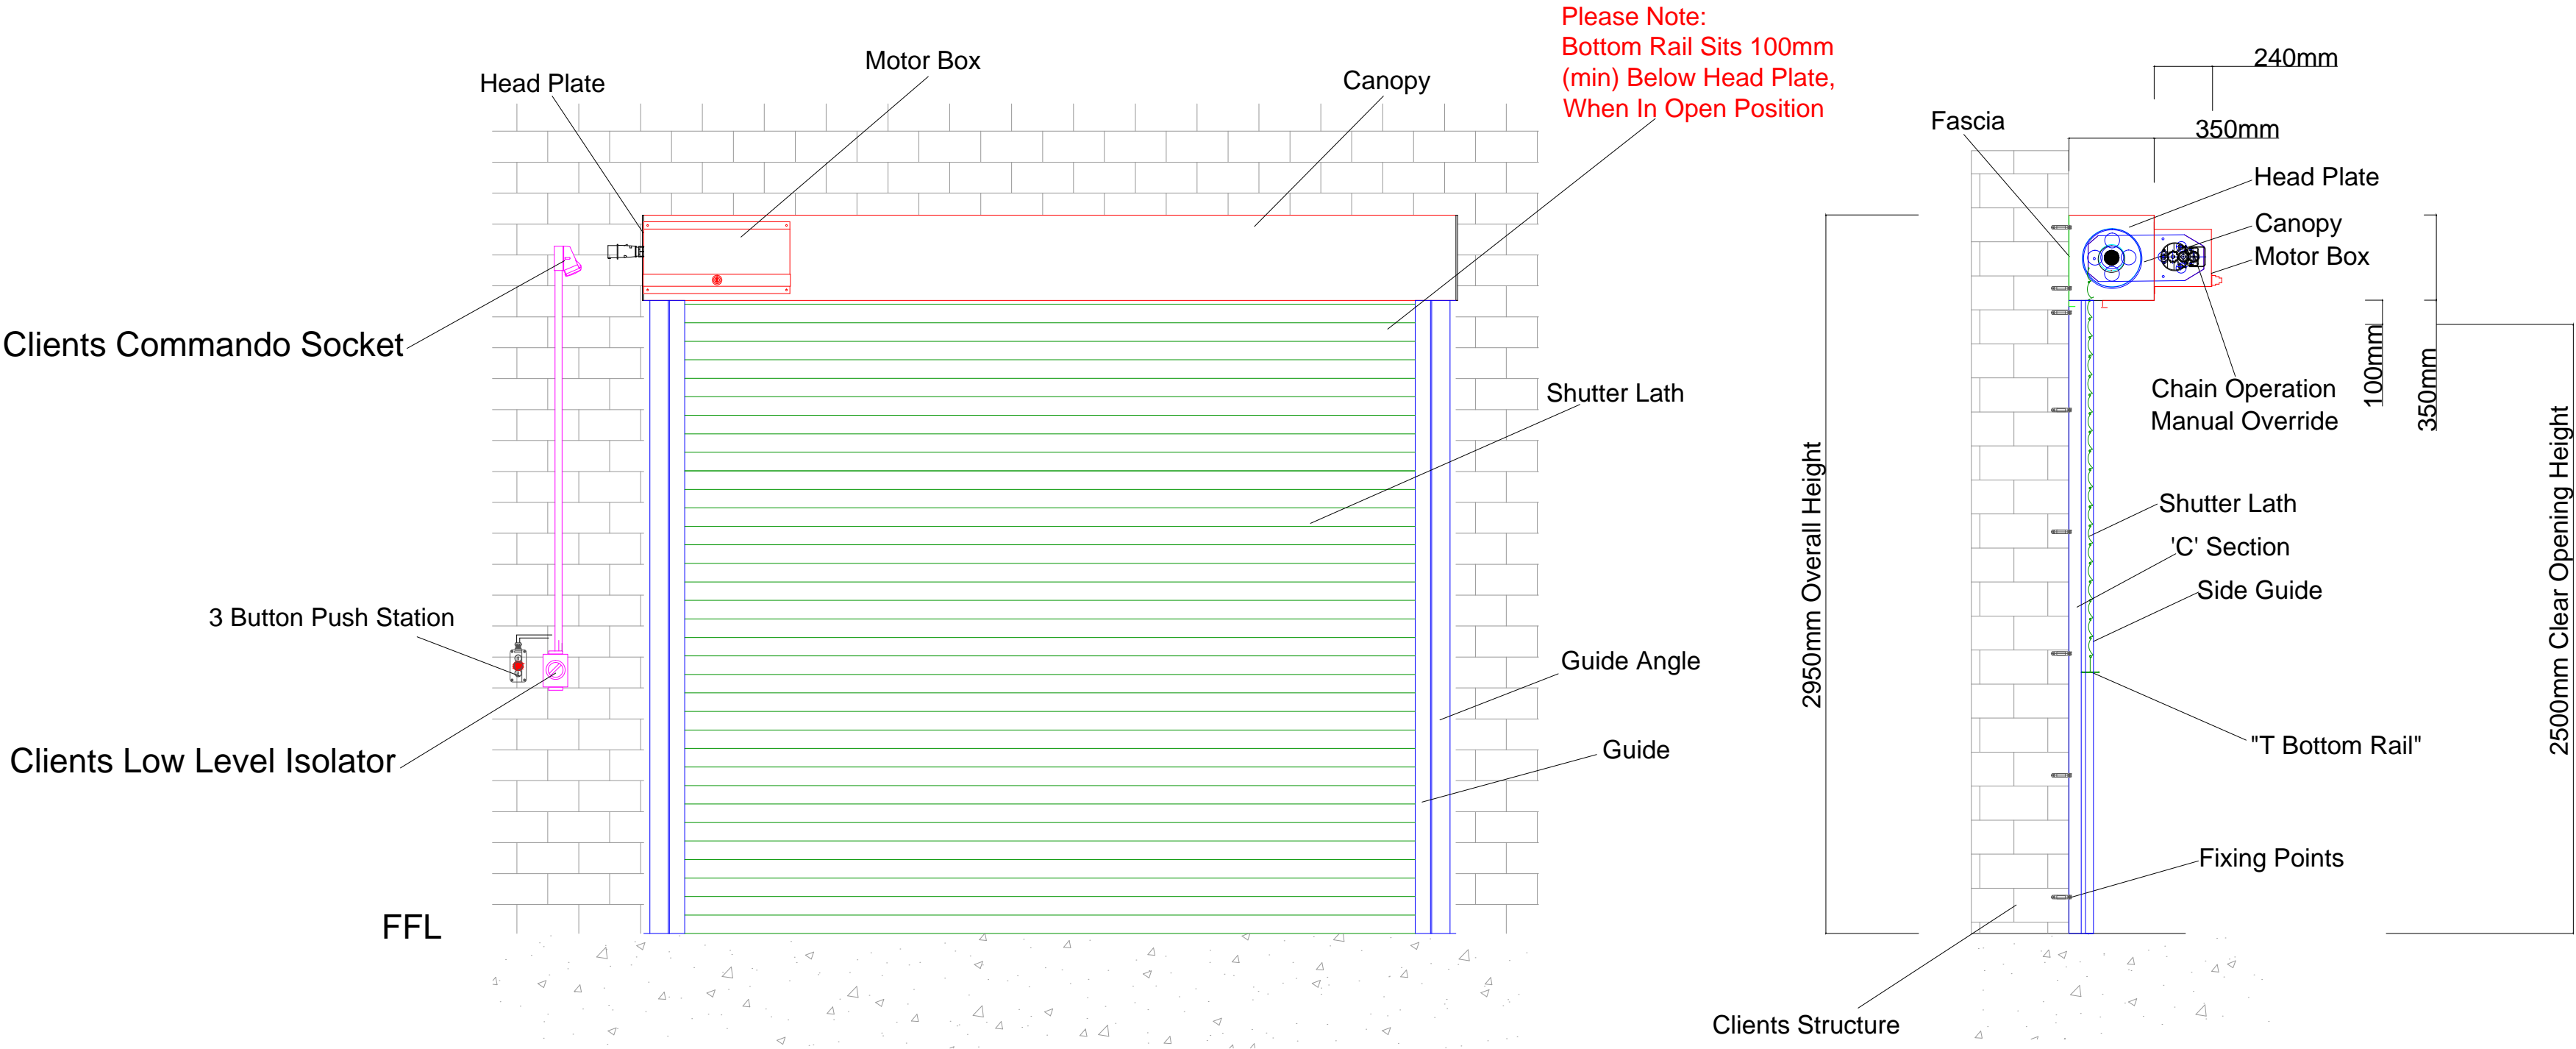 Please Note:
Bottom Rail Sits 100mm
(min) Below Head Plate,
When In Open Position
Head Plate
Motor Box
Canopy
Clients Commando Socket
Shutter Lath
3 Button Push Station
Guide Angle
Guide
Clients Low Level Isolator
FFL
240mm
350mm
Fascia
Head Plate
Canopy
Motor Box
Chain Operation
Manual Override
100mm
350mm
2950mm Overall Height
2500mm Clear Opening Height
Shutter Lath
'C' Section
Side Guide
"T Bottom Rail"
Fixing Points
Clients Structure